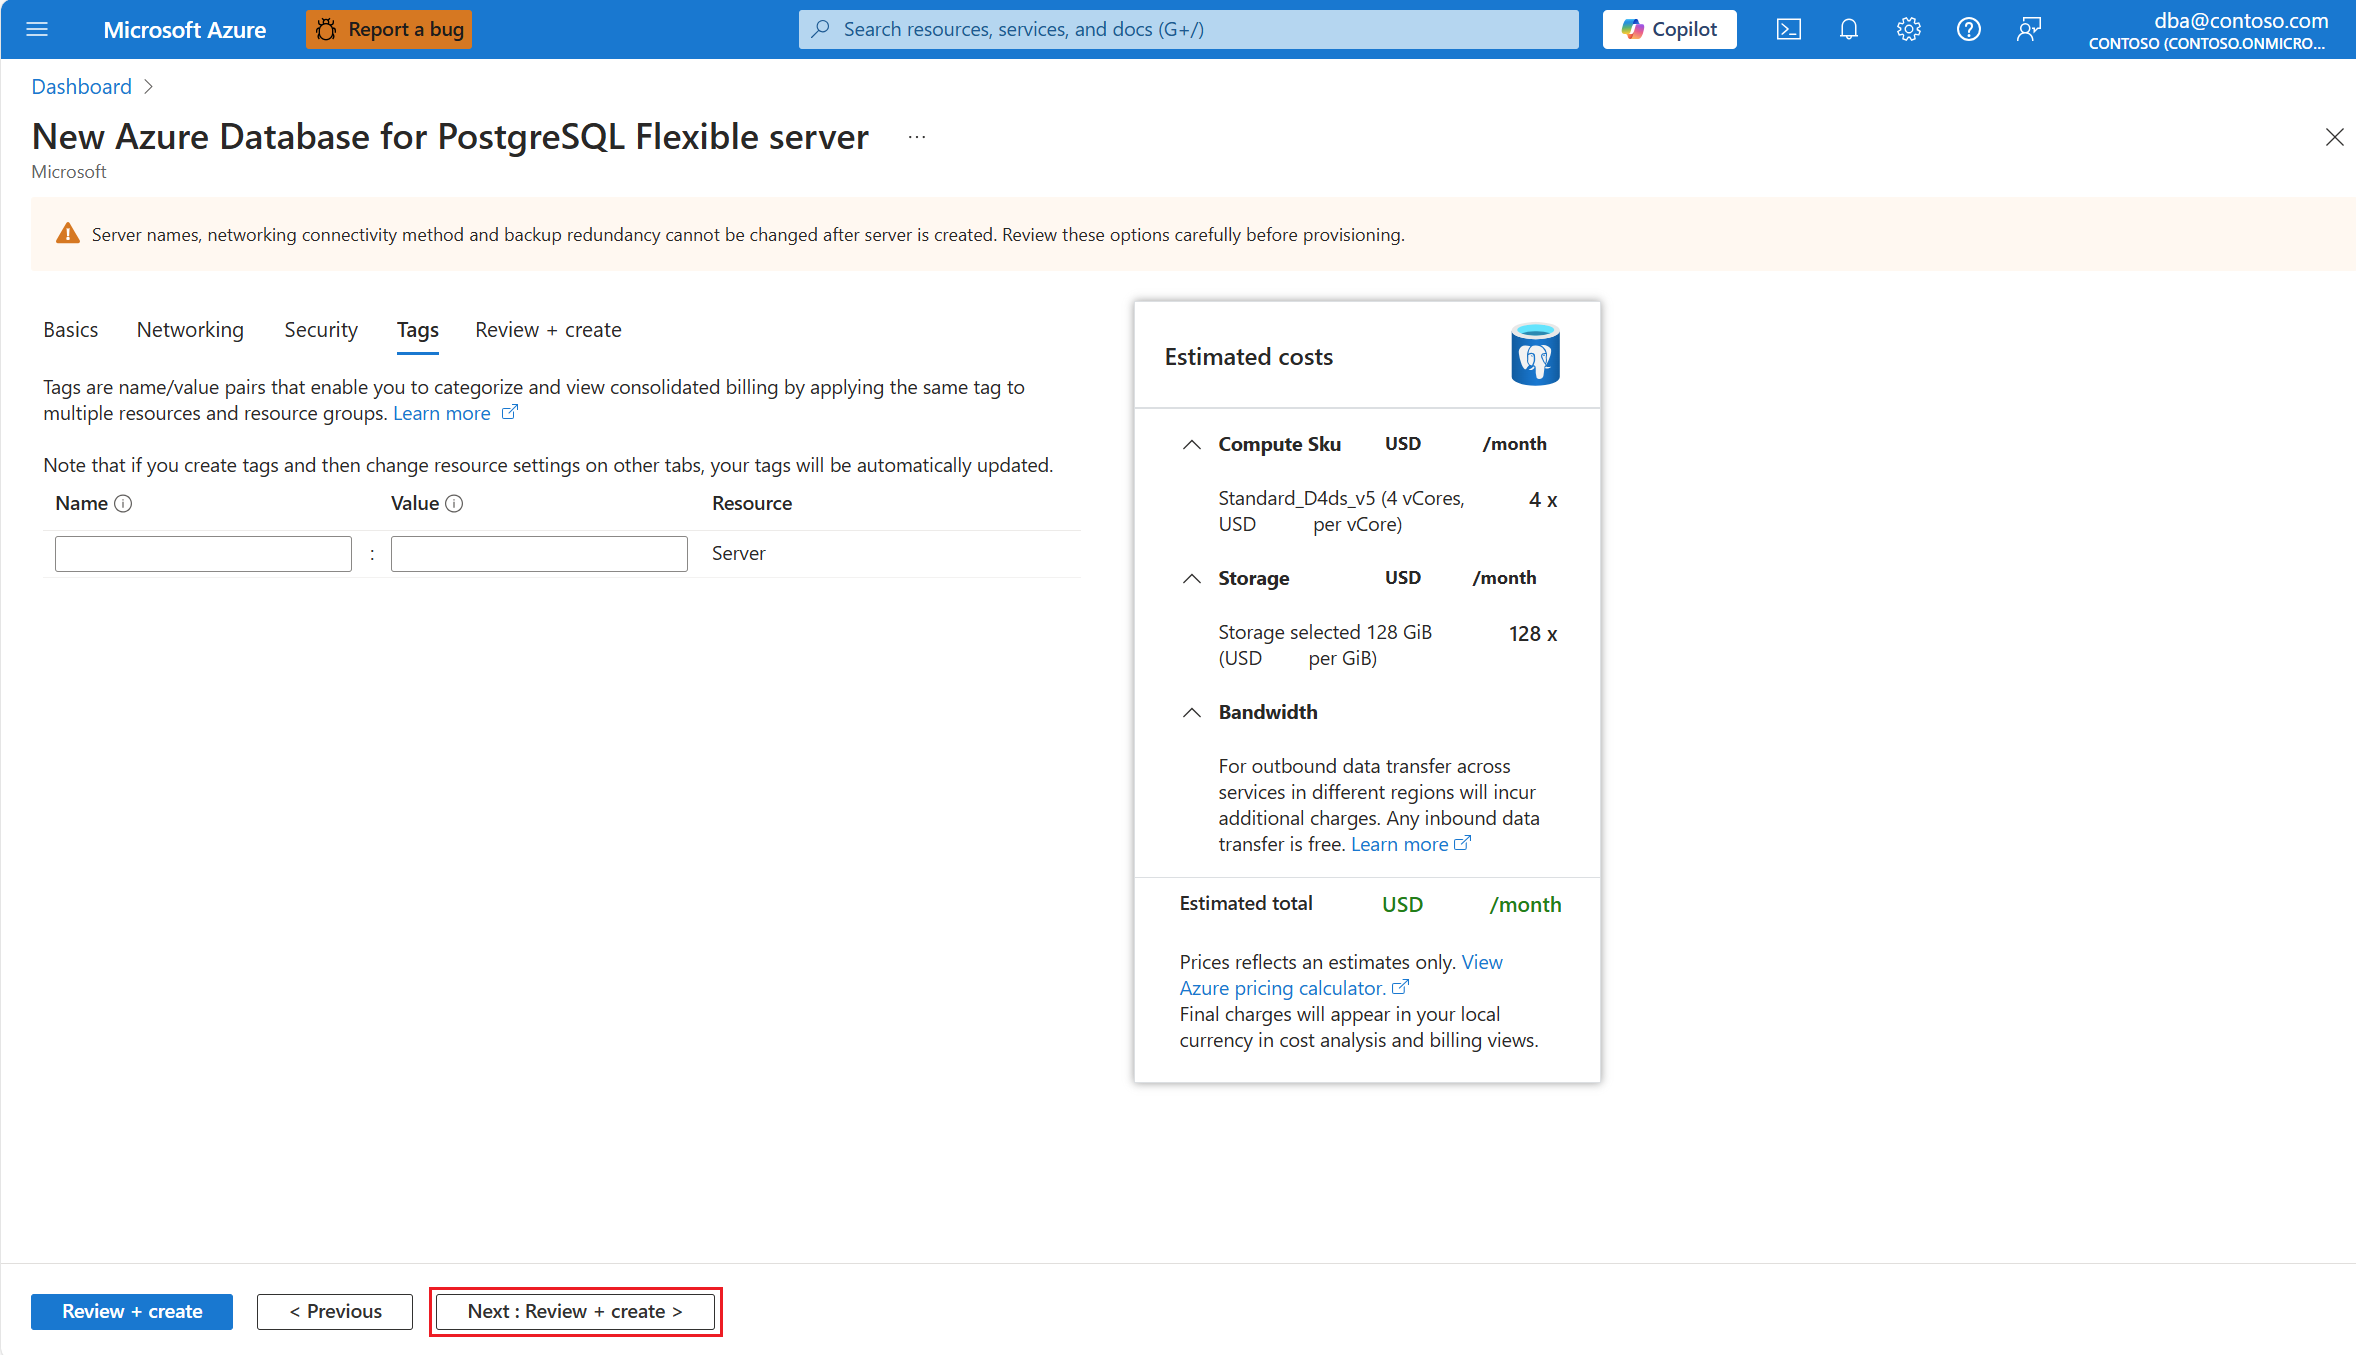 Microsoft Azure
Report a bug
Search resources, services, and docs (G+/)
Copilot
dba@contoso.com
CONTOSO (CONTOSO.ONMICRO...
Dashboard
New Azure Database for PostgreSQL Flexible server
...
Microsoft
Server names, networking connectivity method and backup redundancy cannot be changed after server is created. Review these options carefully before provisioning.
Basics Networking Security Tags Review + create
Tags are name/value pairs that enable you to categorize and view consolidated billing by applying the same tag to
multiple resources and resource groups. Learn more
Note that if you create tags and then change resource settings on other tabs, your tags will be automatically updated.
Name Value Resource
: Server
Estimated costs
Compute Sku USD /month
Standard_D4ds_v5 (4 vCores, 4 x
USD per vCore)
Storage USD /month
Storage selected 128 GiB 128 x
(USD per GiB)
Bandwidth
For outbound data transfer across
services in different regions will incur
additional charges. Any inbound data
transfer is free. Learn more
Estimated total USD /month
Prices reflects an estimates only. View
Azure pricing calculator.
Final charges will appear in your local
currency in cost analysis and billing views.
Review + create
< Previous
Next : Review + create >